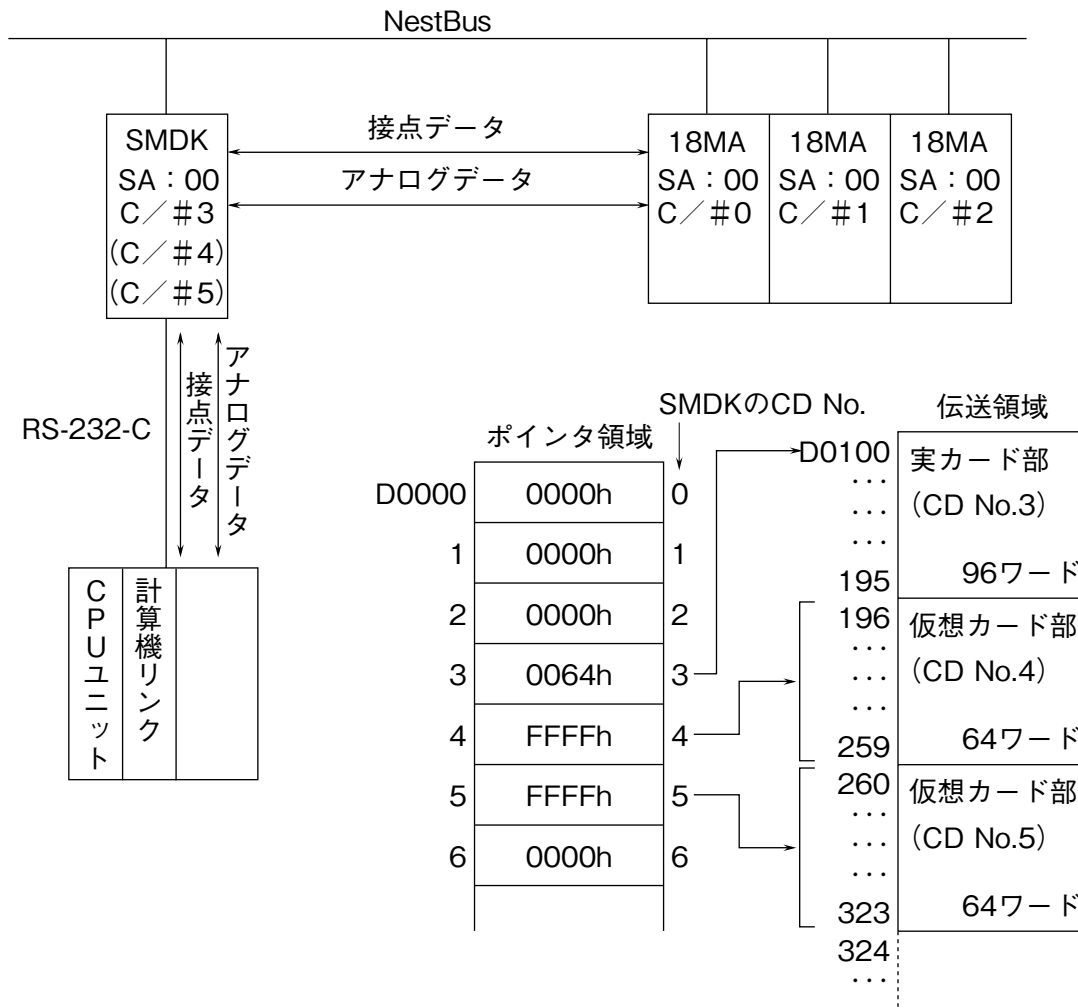 NestBus
SMDK
SA：00
C／＃3
(C／＃4)
(C／＃5)
接点データ
アナログデータ
18MA
SA：00
C／＃0
18MA
SA：00
C／＃1
18MA
SA：00
C／＃2
RS-232-C
接点データ
アナログデータ
CPUユニット
計算機リンク
ポインタ領域
SMDKのCD No.
伝送領域
D0000 0000h 0
1 0000h 1
2 0000h 2
3 0064h 3
4 FFFFh 4
5 FFFFh 5
6 0000h 6
D0100 実カード部
･･･
･･･ (CD No.3)
･･･
195 96ワード
196 仮想カード部
･･･
･･･ (CD No.4)
･･･
259 64ワード
260 仮想カード部
･･･
･･･ (CD No.5)
･･･
323 64ワード
324
･･･